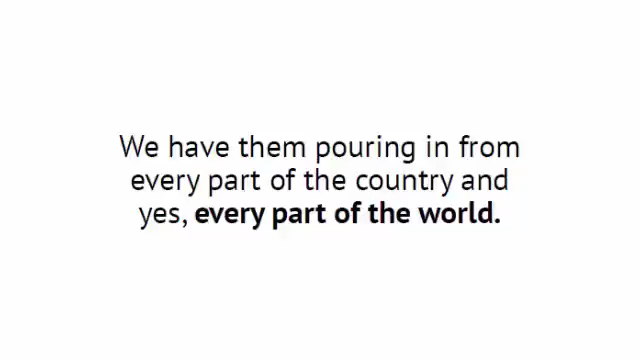 We have them pouring in from
every part of the country and
yes, every part of the world.